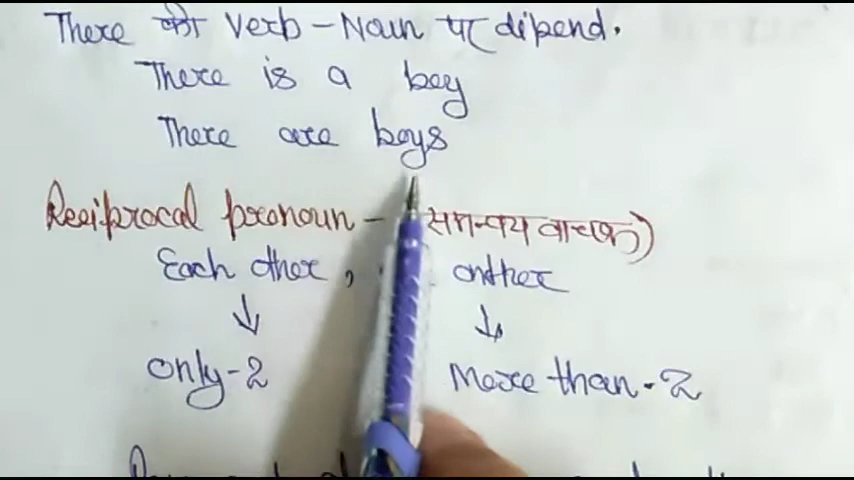 There को Verb - Noun पर dipend.
There is a boy
There are boys
Reciprocal pronoun - समन्वय वाचक)
Each other, another
↓ ↓
only - 2 More than - 2